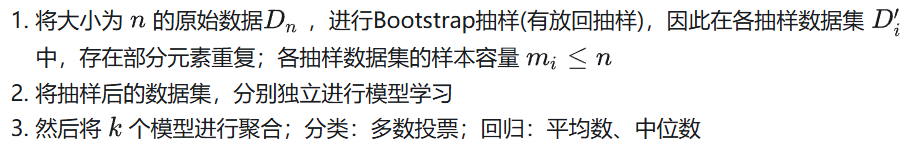 1. 将大小为 n 的原始数据Dₙ ，进行Bootstrap抽样(有放回抽样)，因此在各抽样数据集 D′ᵢ
中，存在部分元素重复；各抽样数据集的样本容量 mᵢ ≤ n
2. 将抽样后的数据集，分别独立进行模型学习
3. 然后将 k 个模型进行聚合；分类：多数投票；回归：平均数、中位数